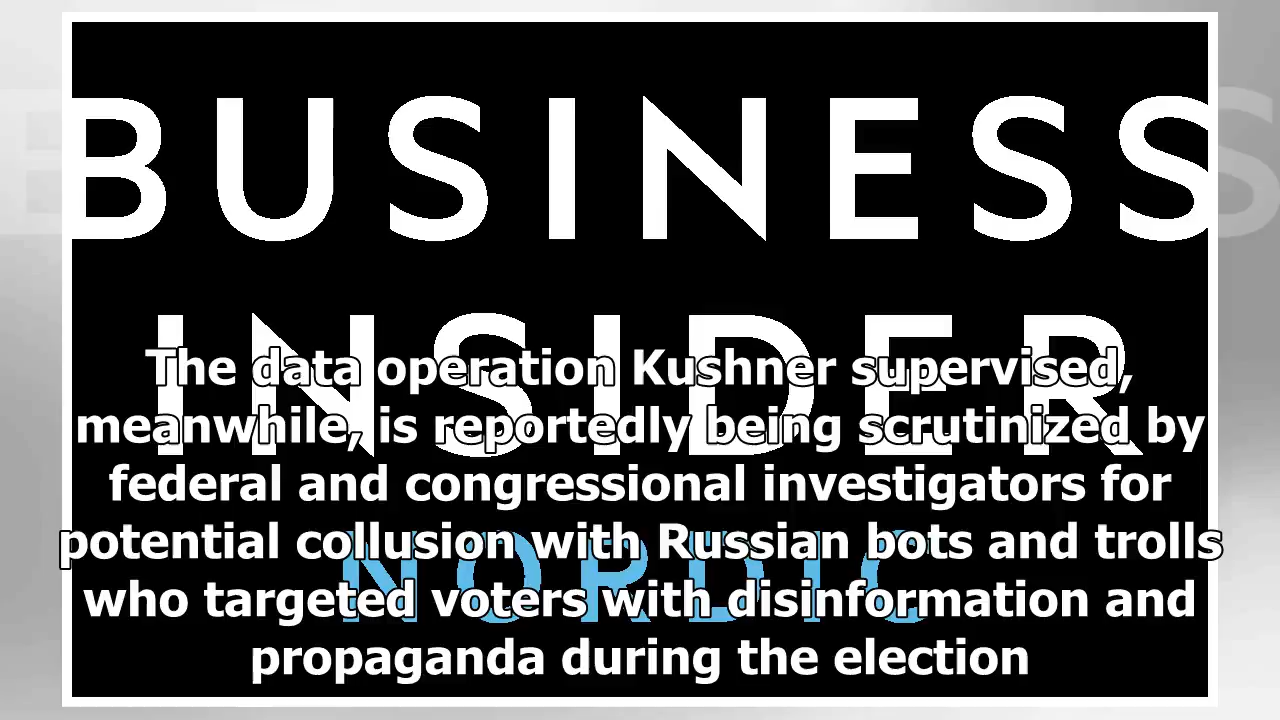 BUSINESS
INSIDER
NORDIC
The data operation Kushner supervised,
meanwhile, is reportedly being scrutinized by
federal and congressional investigators for
potential collusion with Russian bots and trolls
who targeted voters with disinformation and
propaganda during the election